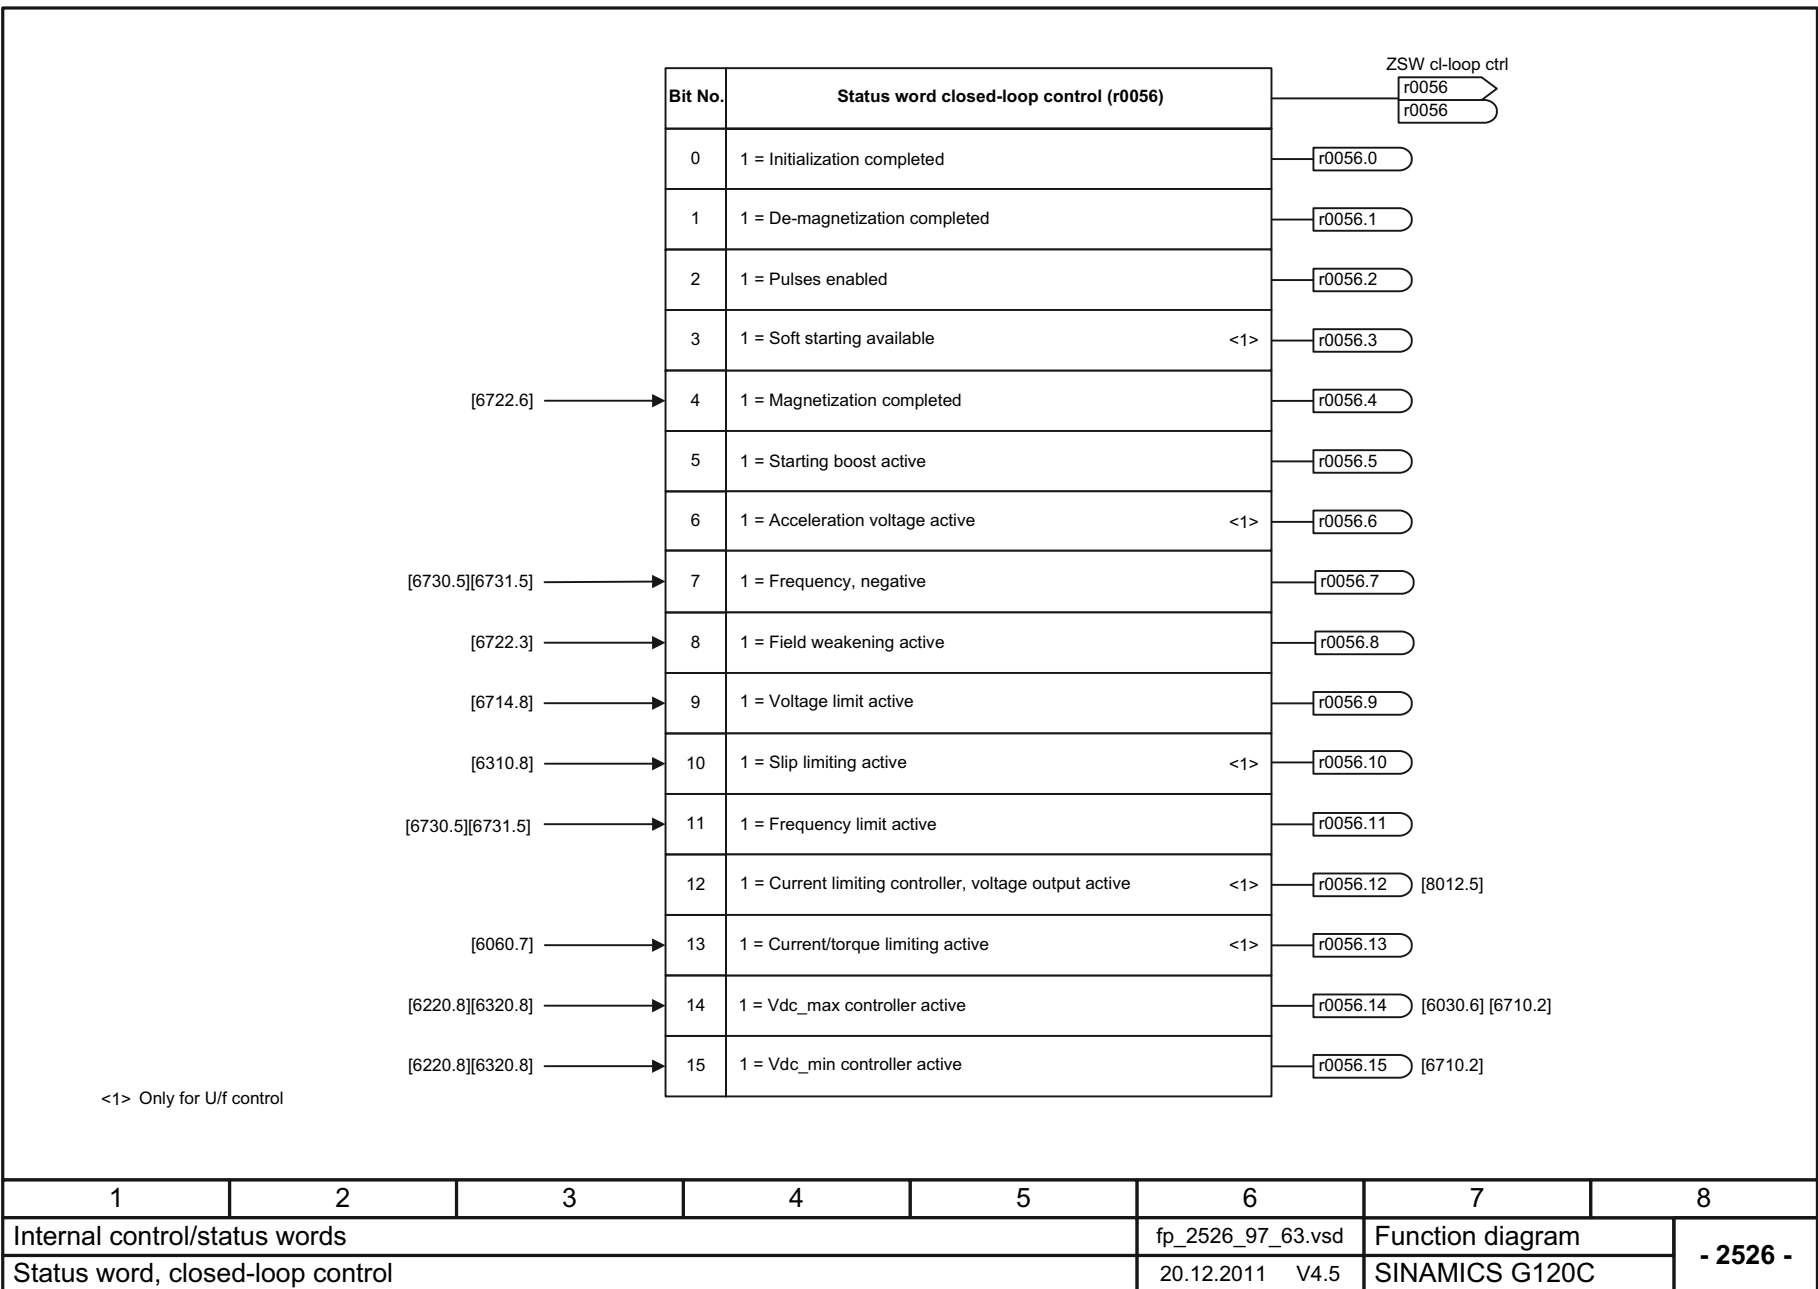 ZSW cl-loop ctrl
Bit No. Status word closed-loop control (r0056) r0056
r0056
0 1 = Initialization completed r0056.0
1 1 = De-magnetization completed r0056.1
2 1 = Pulses enabled r0056.2
3 1 = Soft starting available <1> r0056.3
[6722.6] 4 1 = Magnetization completed r0056.4
5 1 = Starting boost active r0056.5
6 1 = Acceleration voltage active <1> r0056.6
[6730.5][6731.5] 7 1 = Frequency, negative r0056.7
[6722.3] 8 1 = Field weakening active r0056.8
[6714.8] 9 1 = Voltage limit active r0056.9
[6310.8] 10 1 = Slip limiting active <1> r0056.10
[6730.5][6731.5] 11 1 = Frequency limit active r0056.11
12 1 = Current limiting controller, voltage output active <1> r0056.12 [8012.5]
[6060.7] 13 1 = Current/torque limiting active <1> r0056.13
[6220.8][6320.8] 14 1 = Vdc_max controller active r0056.14 [6030.6] [6710.2]
[6220.8][6320.8] 15 1 = Vdc_min controller active r0056.15 [6710.2]
<1> Only for U/f control
1 2 3 4 5 6 7 8
Internal control/status words fp_2526_97_63.vsd Function diagram - 2526 -
Status word, closed-loop control 20.12.2011 V4.5 SINAMICS G120C